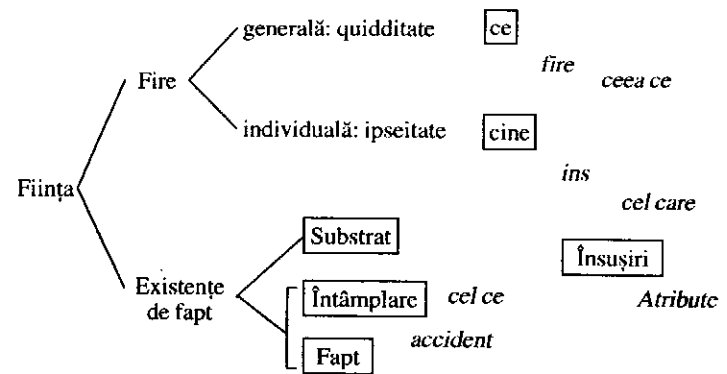 generală: quidditate ce
fire
ceea ce
Fire
individuală: ipseitate cine
ins
Ființa
cel care
Substrat
Însușiri
Existențe
de fapt
Întâmplare cel ce
Atribute
accident
Fapt